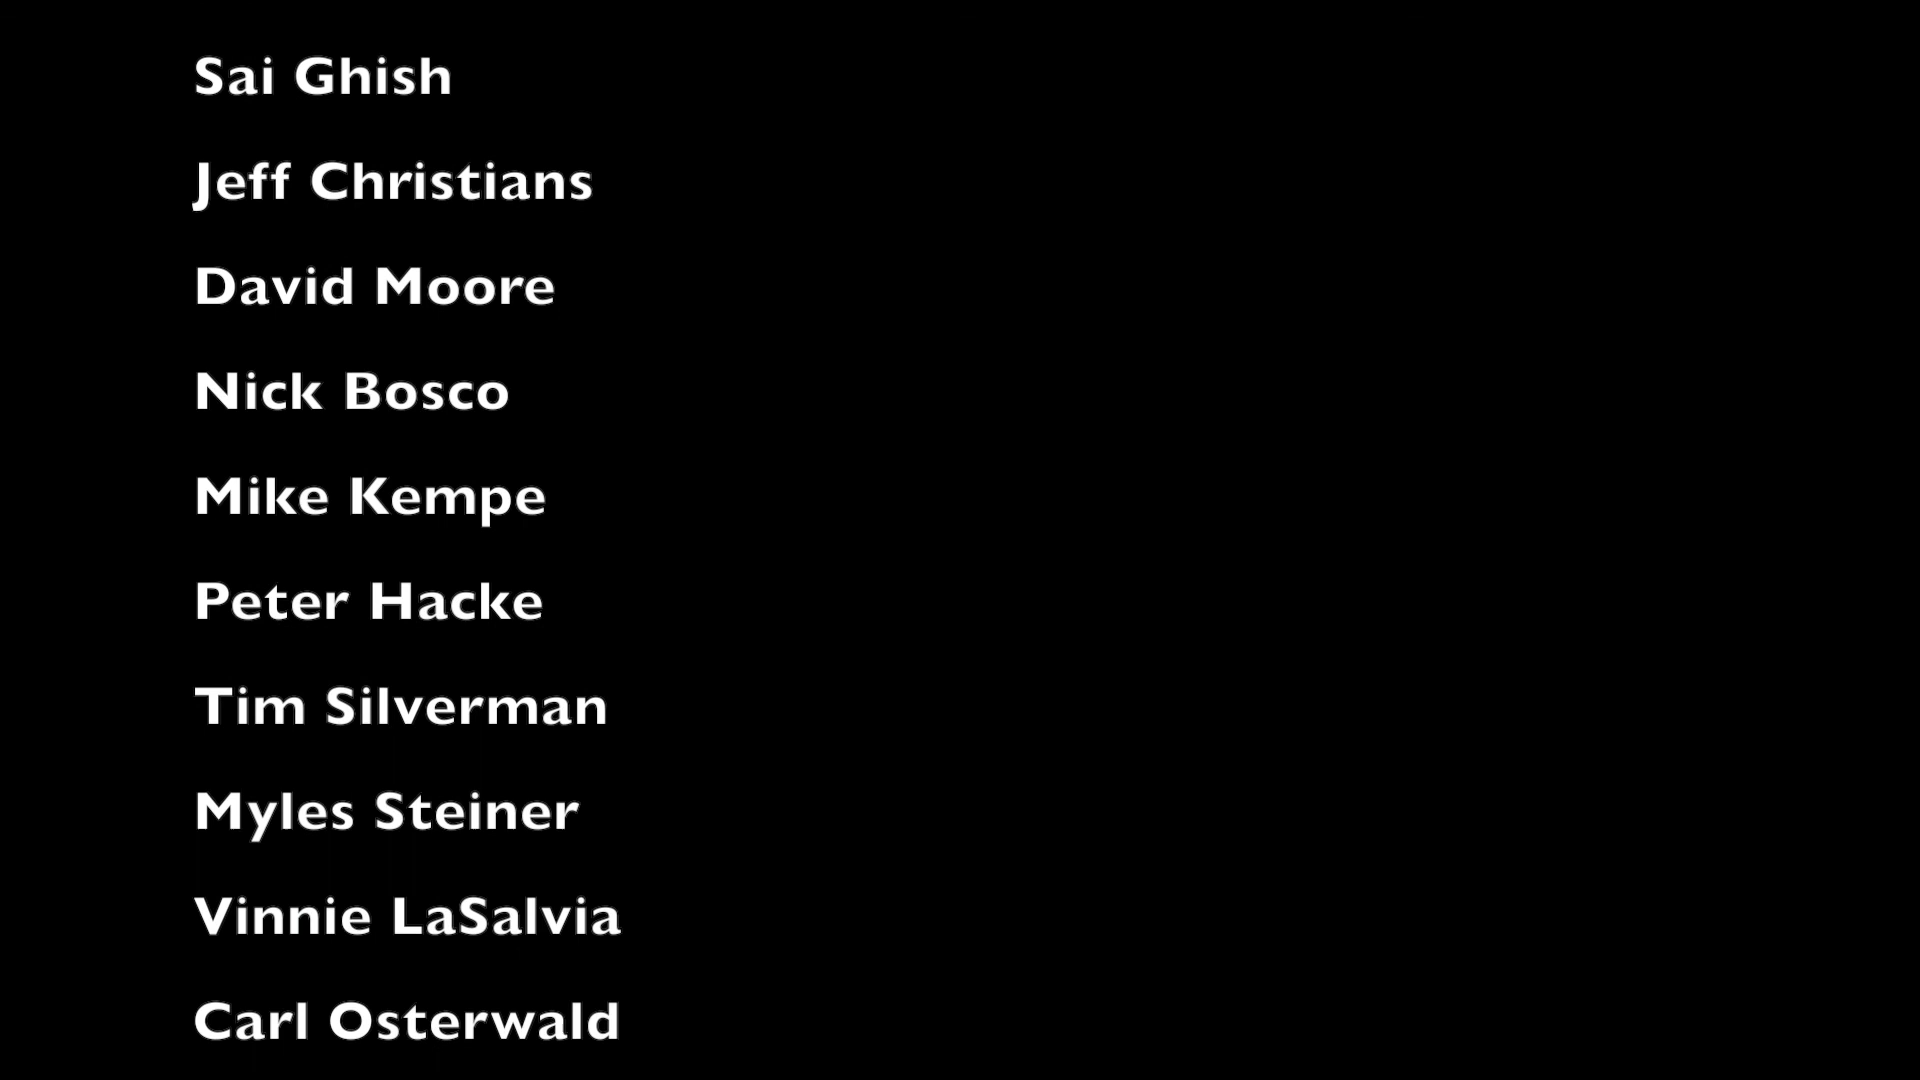 Sai Ghish
Jeff Christians
David Moore
Nick Bosco
Mike Kempe
Peter Hacke
Tim Silverman
Myles Steiner
Vinnie LaSalvia
Carl Osterwald